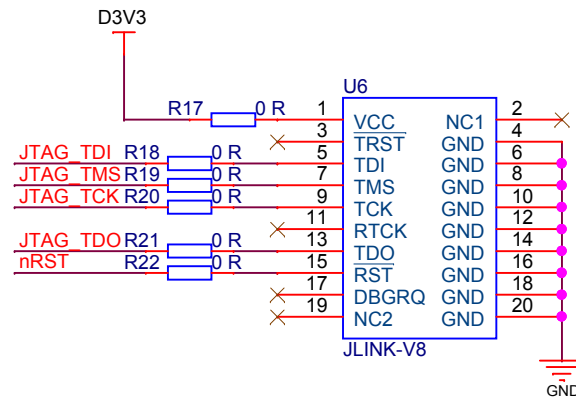 D3V3
U6
R17 0 R 1 VCC NC1 2
3 TRST GND 4
JTAG_TDI R18 0 R 5 TDI GND 6
JTAG_TMS R19 0 R 7 TMS GND 8
JTAG_TCK R20 0 R 9 TCK GND 10
11 RTCK GND 12
JTAG_TDO R21 0 R 13 TDO GND 14
nRST R22 0 R 15 RST GND 16
17 DBGRQ GND 18
19 NC2 GND 20
JLINK-V8
GND